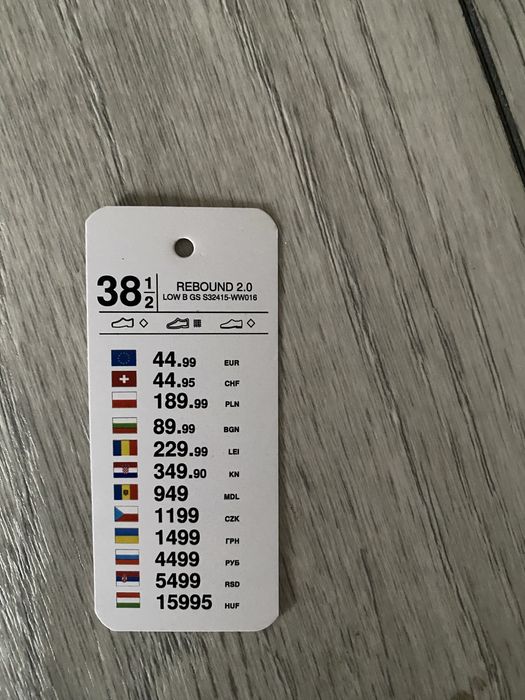 38 1/2 REBOUND 2.0
LOW B GS S32415-WW016
44.99 EUR
44.95 CHF
189.99 PLN
89.99 BGN
229.99 LEI
349.90 KN
949 MDL
1199 CZK
1499 ГРН
4499 РУБ
5499 RSD
15995 HUF